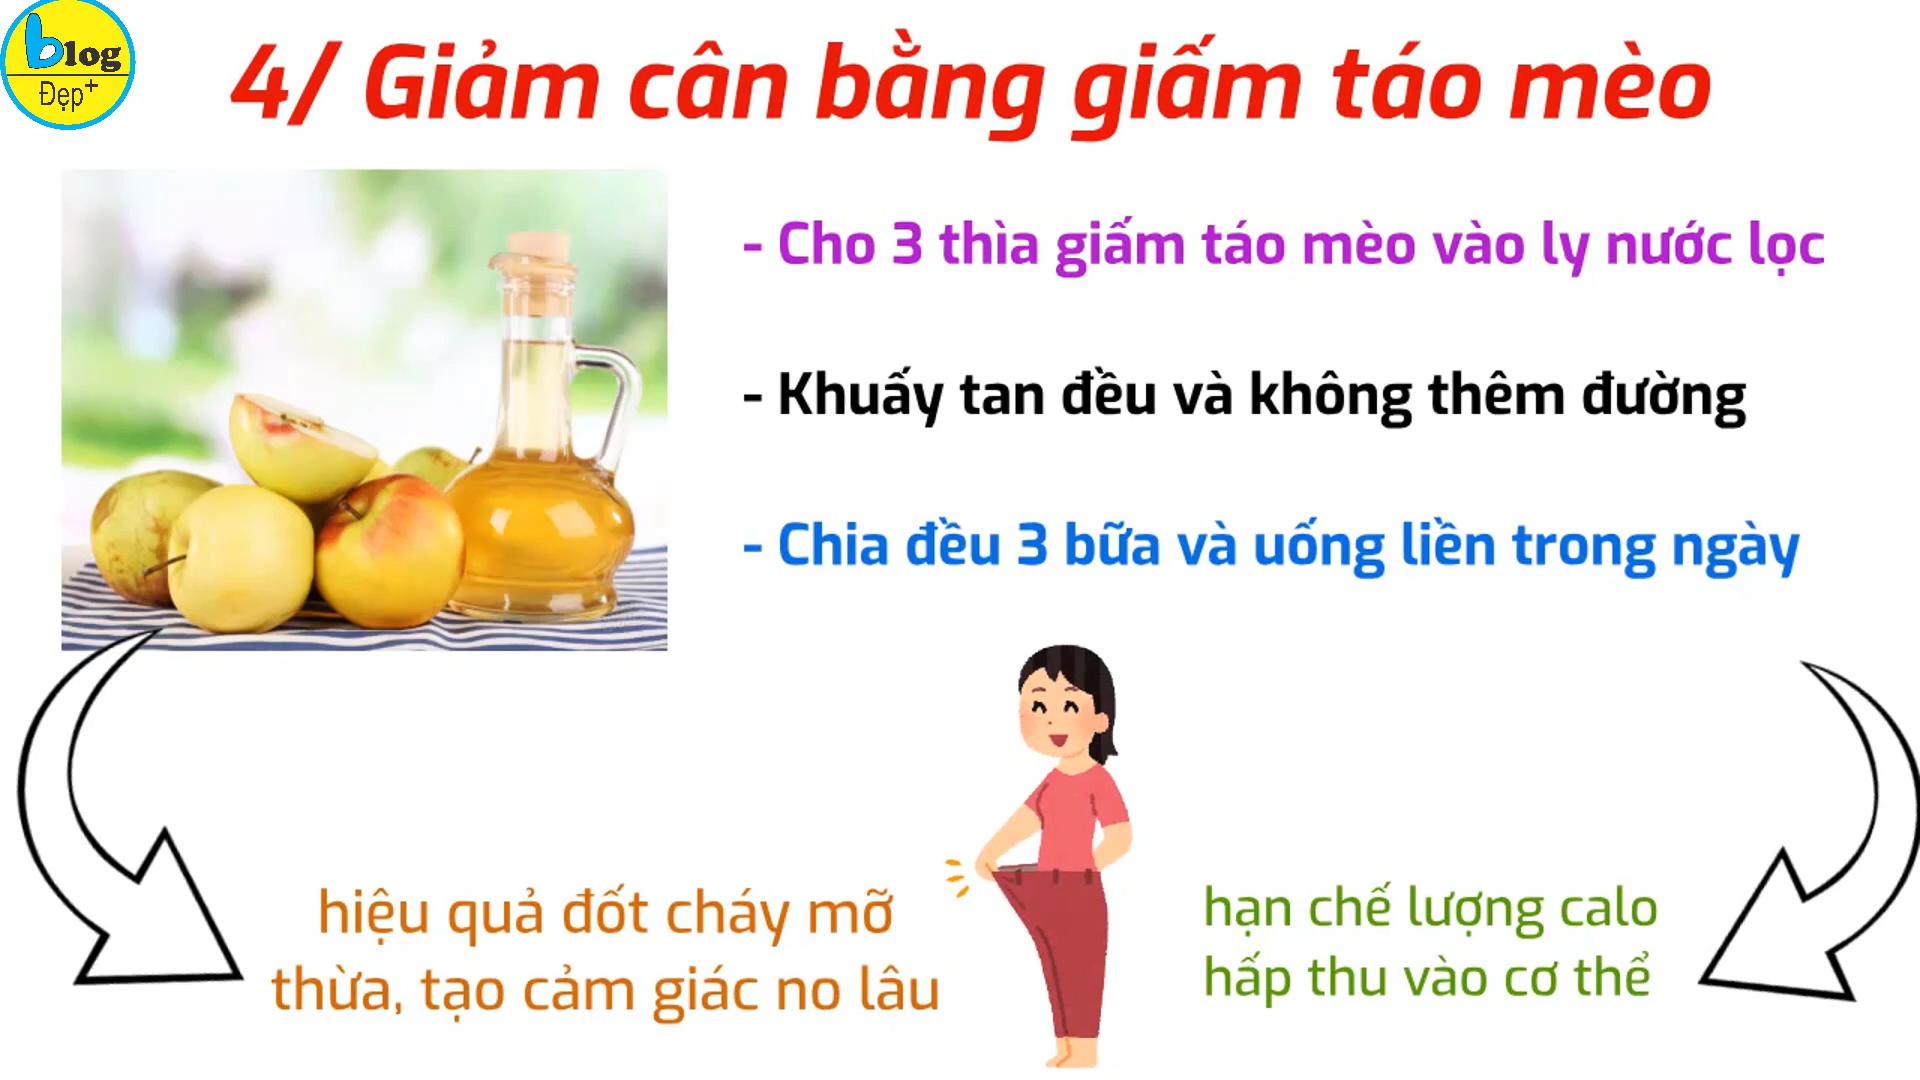 blog
Đẹp+
4/ Giảm cân bằng giấm táo mèo
- Cho 3 thìa giấm táo mèo vào ly nước lọc
- Khuấy tan đều và không thêm đường
- Chia đều 3 bữa và uống liền trong ngày
hiệu quả đốt cháy mỡ
thừa, tạo cảm giác no lâu
hạn chế lượng calo
hấp thu vào cơ thể